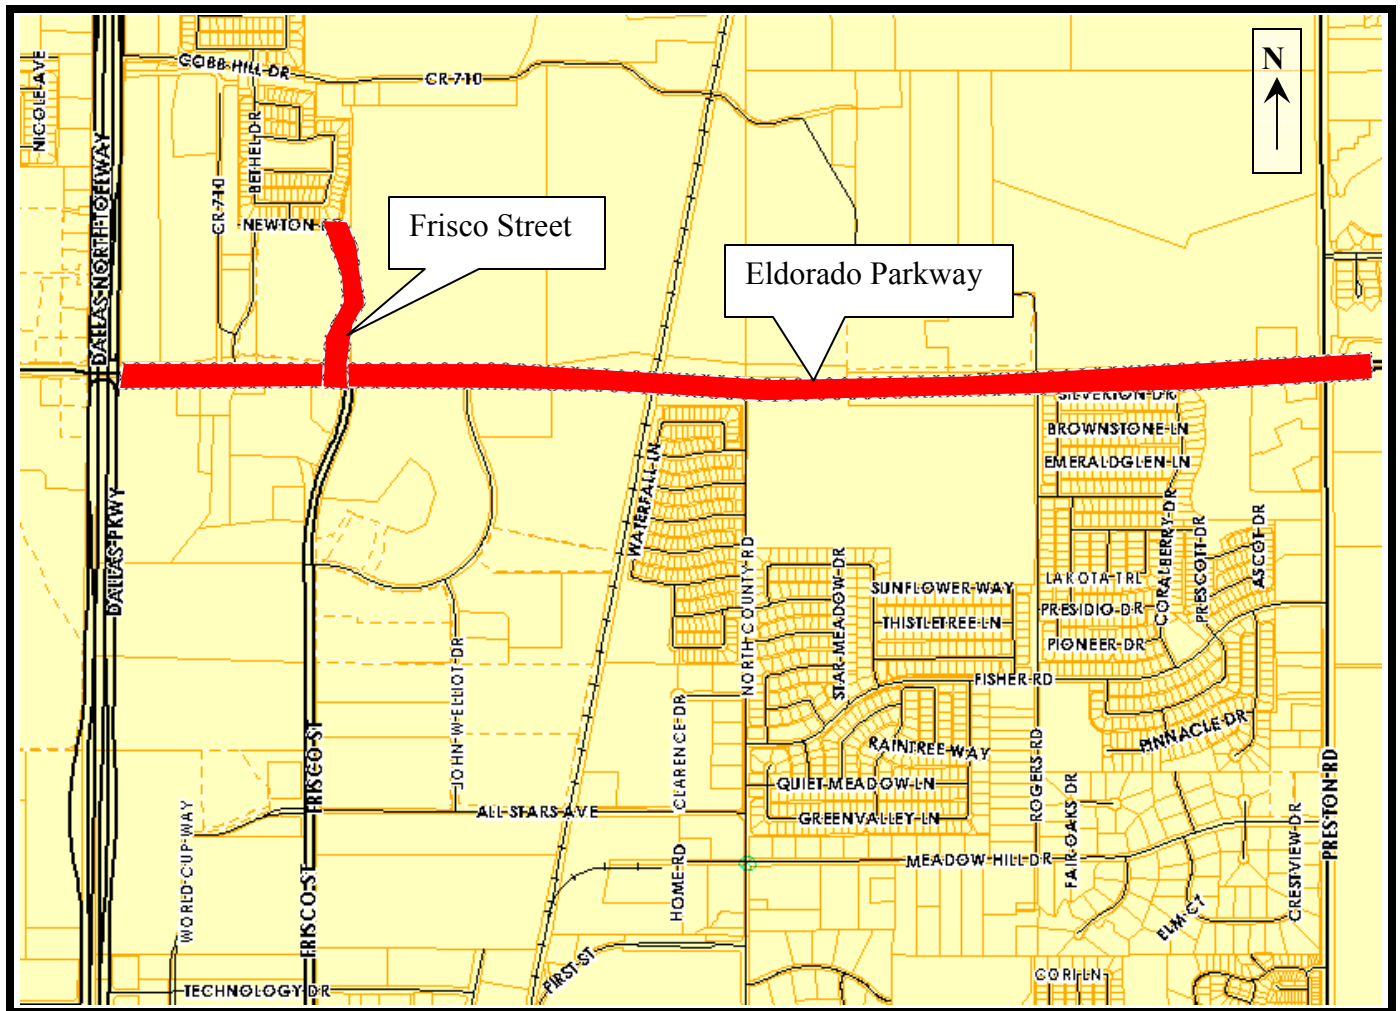 N
NICOLE AVE
COBB HILL DR
CR 710
DALLAS NORTH TOLLWAY
BETHEL DR
CR 710
NEWTON
Frisco Street
Eldorado Parkway
SILVERTON DR
BROWNSTONE LN
EMERALDGLEN LN
WATERFALL LN
DALLAS PKWY
NORTH COUNTY RD
STAR MEADOW DR
SUNFLOWER WAY
THISTLETREE LN
LAKOTA TRL
PRESIDIO DR
PIONEER DR
CORALBERRY DR
PRESCOTT DR
ASCOT DR
FISHER RD
JOHN W ELLIOT DR
CLARENCE DR
FRISCO ST
RAINTREE WAY
QUIET MEADOW LN
GREENVALLEY LN
ROGERS RD
PINNACLE DR
PRESTON RD
ALL STARS AVE
WORLD CUP WAY
HOME RD
MEADOW HILL DR
FAIR OAKS DR
CRESTVIEW DR
ELM CT
FRISCO ST
FIRST ST
CORI LN
TECHNOLOGY DR